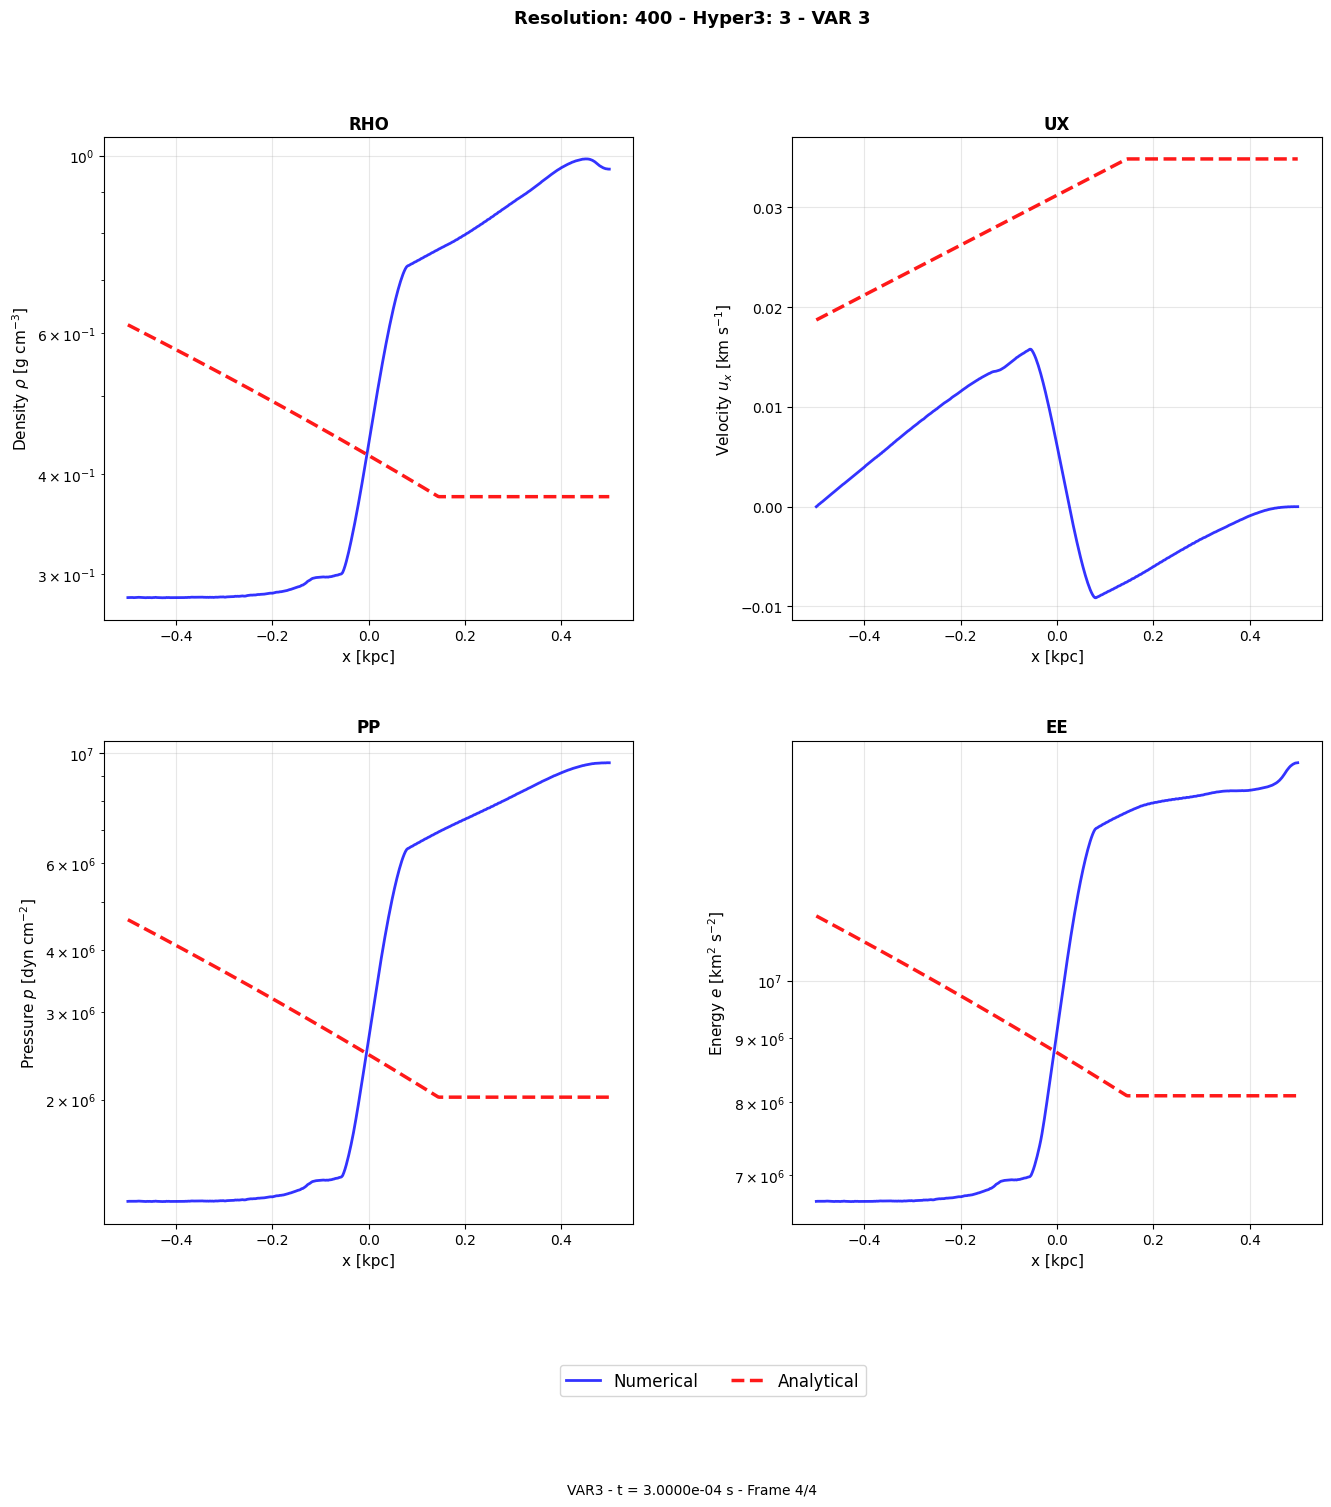 Resolution: 400 - Hyper3: 3 - VAR 3
RHO
Density ρ [g cm⁻³]
10⁰
6 × 10⁻¹
4 × 10⁻¹
3 × 10⁻¹
−0.4 −0.2 0.0 0.2 0.4
x [kpc]
UX
Velocity uₓ [km s⁻¹]
0.03
0.02
0.01
0.00
−0.01
−0.4 −0.2 0.0 0.2 0.4
x [kpc]
PP
Pressure p [dyn cm⁻²]
10⁷
6 × 10⁶
4 × 10⁶
3 × 10⁶
2 × 10⁶
−0.4 −0.2 0.0 0.2 0.4
x [kpc]
EE
Energy e [km² s⁻²]
10⁷
9 × 10⁶
8 × 10⁶
7 × 10⁶
−0.4 −0.2 0.0 0.2 0.4
x [kpc]
Numerical Analytical
VAR3 - t = 3.0000e-04 s - Frame 4/4